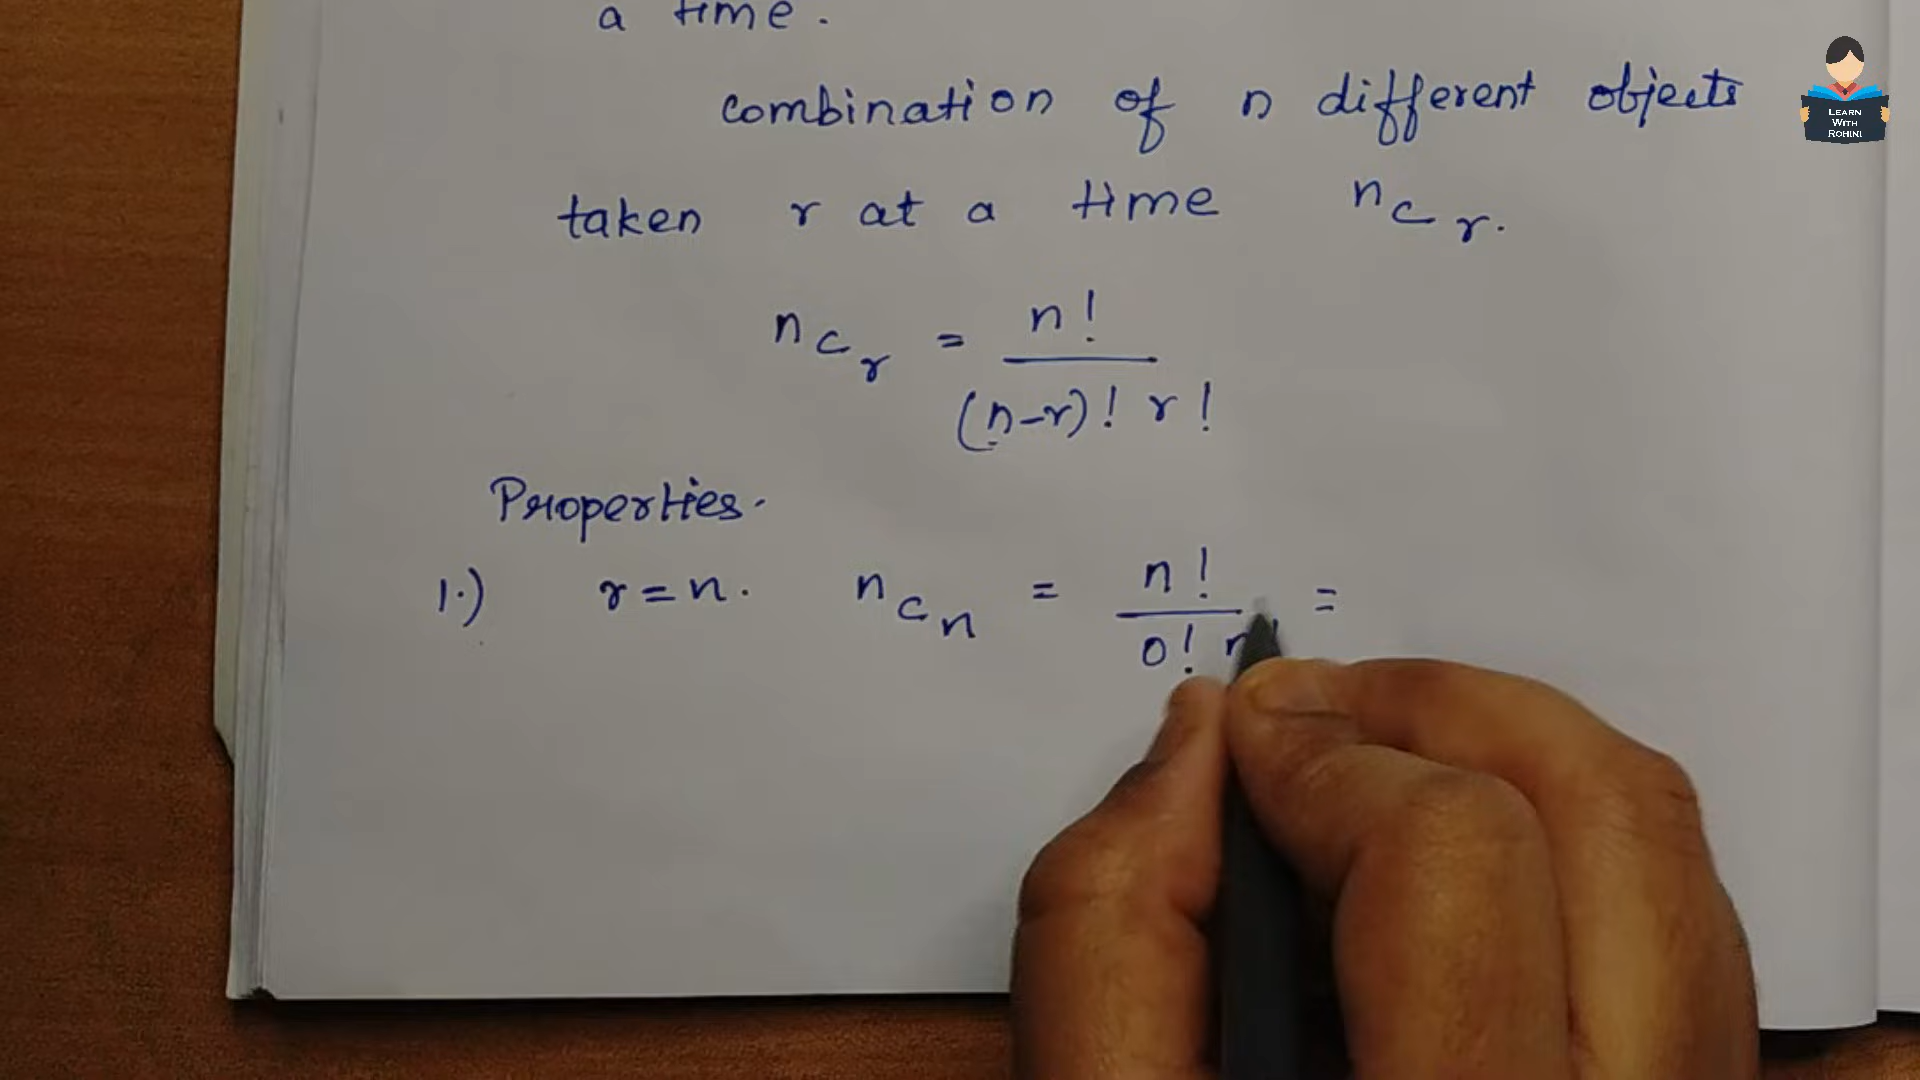 a time.
LEARN
WITH
ROHINI
combination of n different objects
taken r at a time nCr.
nCr = n! / (n-r)! r!
Properties.
1.) r = n. nCn = n! / 0! n! =